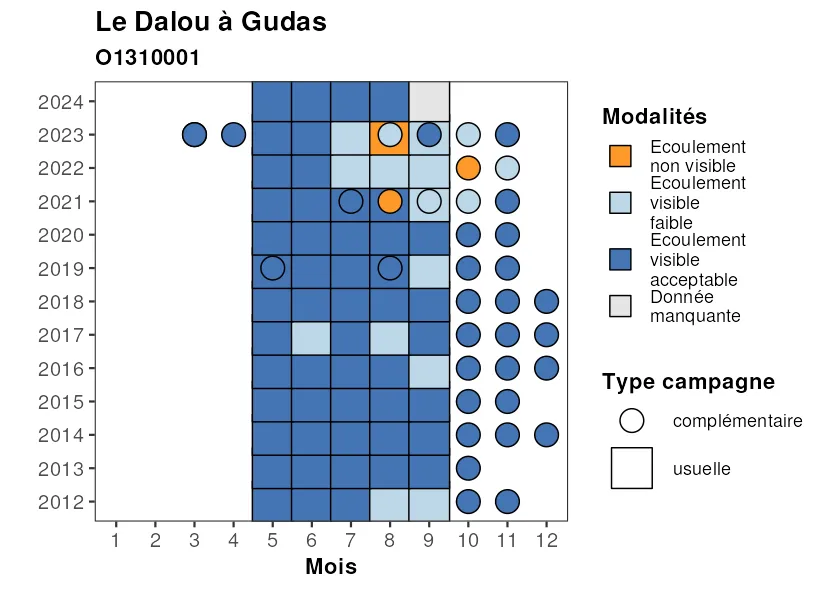 Le Dalou à Gudas
O1310001
2024
2023
2022
2021
2020
2019
2018
2017
2016
2015
2014
2013
2012
1 2 3 4 5 6 7 8 9 10 11 12
Mois
Modalités
Ecoulement
non visible
Ecoulement
visible
faible
Ecoulement
visible
acceptable
Donnée
manquante
Type campagne
complémentaire
usuelle